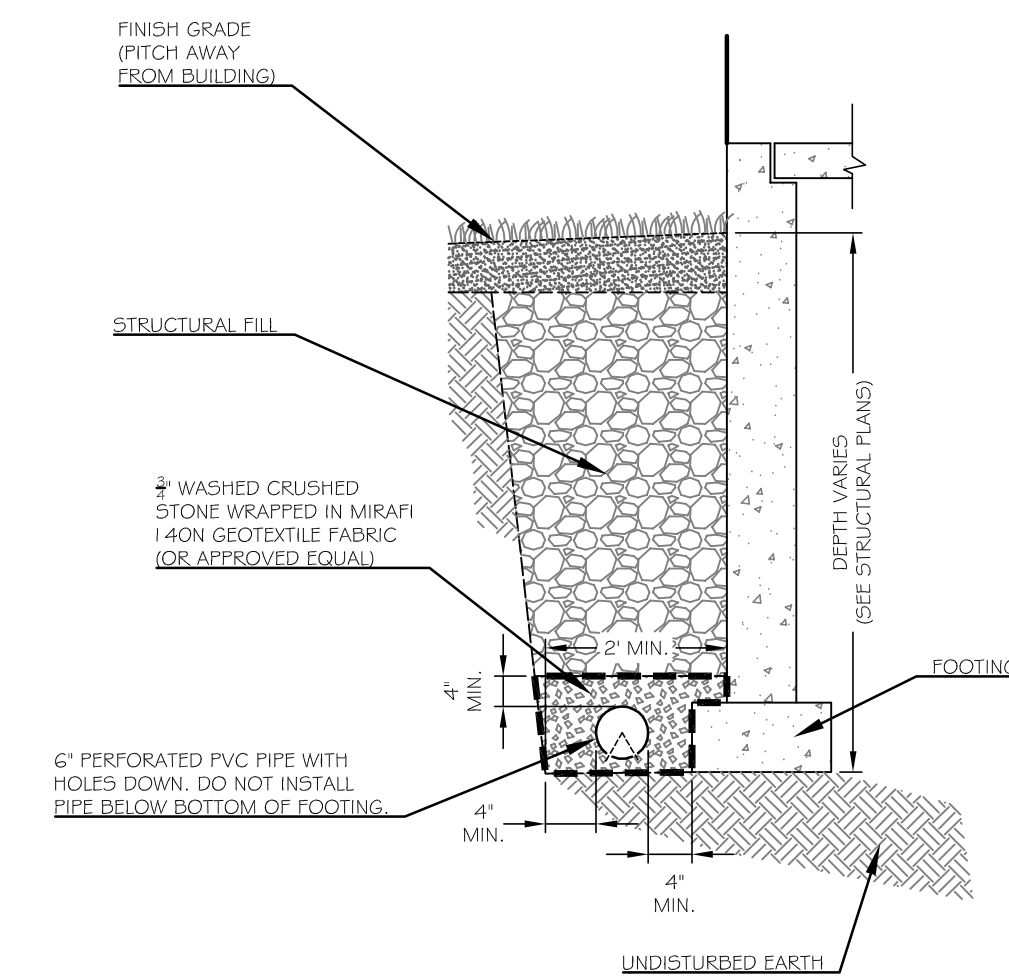 FINISH GRADE
(PITCH AWAY
FROM BUILDING)
STRUCTURAL FILL
3/4" WASHED CRUSHED
STONE WRAPPED IN MIRAFI
140N GEOTEXTILE FABRIC
(OR APPROVED EQUAL)
DEPTH VARIES
(SEE STRUCTURAL PLANS)
2' MIN.
4"
MIN.
FOOTING
6" PERFORATED PVC PIPE WITH
HOLES DOWN. DO NOT INSTALL
PIPE BELOW BOTTOM OF FOOTING.
4"
MIN.
4"
MIN.
UNDISTURBED EARTH